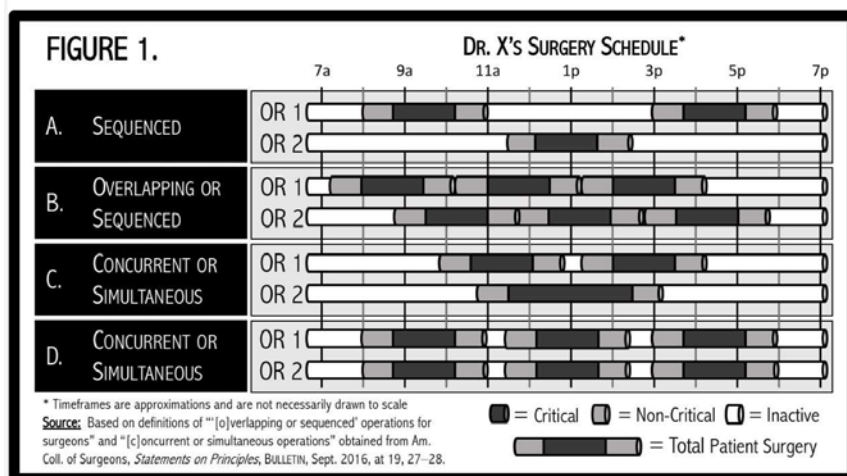 FIGURE 1.
DR. X'S SURGERY SCHEDULE*
7a 9a 11a 1p 3p 5p 7p
A. SEQUENCED
OR 1
OR 2
B. OVERLAPPING OR
SEQUENCED
OR 1
OR 2
C. CONCURRENT OR
SIMULTANEOUS
OR 1
OR 2
D. CONCURRENT OR
SIMULTANEOUS
OR 1
OR 2
* Timeframes are approximations and are not necessarily drawn to scale
Source: Based on definitions of "'[o]verlapping or sequenced' operations for
surgeons" and "[c]oncurrent or simultaneous operations" obtained from Am.
Coll. of Surgeons, Statements on Principles, BULLETIN, Sept. 2016, at 19, 27–28.
= Critical = Non-Critical = Inactive
= Total Patient Surgery